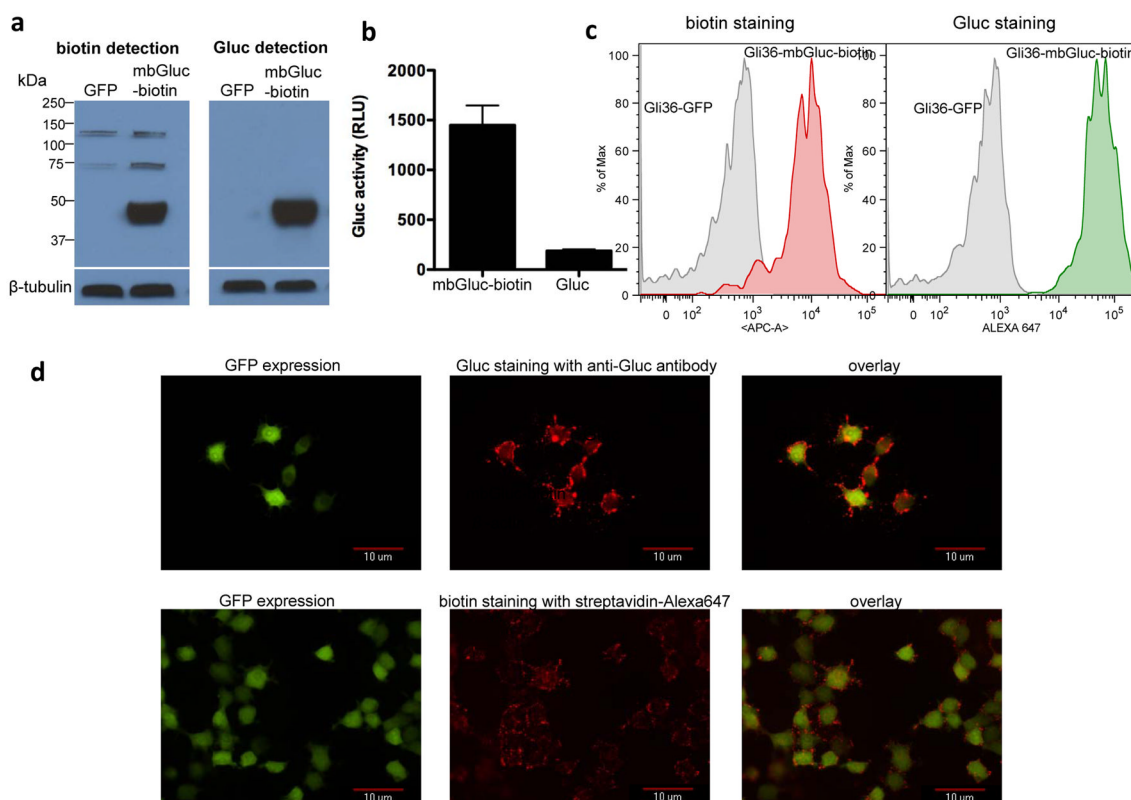 a
biotin detection
Gluc detection
kDa
GFP
mbGluc
-biotin
GFP
mbGluc
-biotin
250
150
100
75
50
37
β-tubulin
b
Gluc activity (RLU)
2000
1500
1000
500
0
mbGluc-biotin
Gluc
c
biotin staining
Gluc staining
% of Max
100
80
60
40
20
0
Gli36-mbGluc-biotin
Gli36-GFP
0
10²
10³
10⁴
10⁵
<APC-A>
% of Max
100
80
60
40
20
0
Gli36-mbGluc-biotin
Gli36-GFP
0
10²
10³
10⁴
10⁵
ALEXA 647
d
GFP expression
Gluc staining with anti-Gluc antibody
overlay
10 um
10 um
10 um
GFP expression
biotin staining with streptavidin-Alexa647
overlay
10 um
10 um
10 um